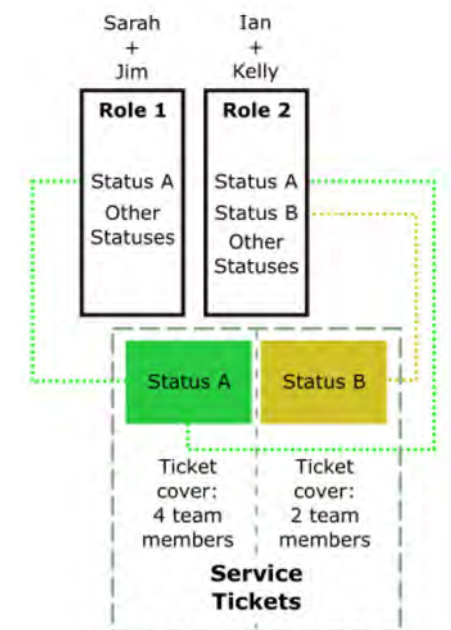 Sarah
+
Jim
Ian
+
Kelly
Role 1
Status A
Other
Statuses
Role 2
Status A
Status B
Other
Statuses
Status A
Status B
Ticket
cover:
4 team
members
Ticket
cover:
2 team
members
Service
Tickets